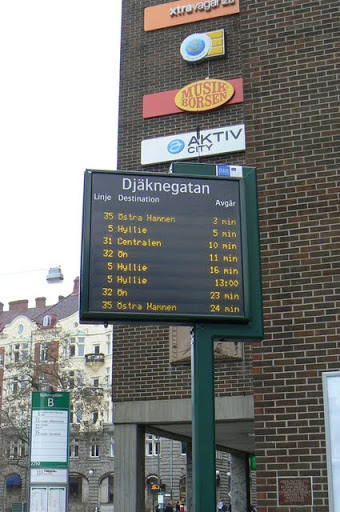 xtravaganza
MUSIK
BÖRSEN
AKTIV
CITY
Djäknegatan
Linje Destination Avgår
35 Östra Hamnen 3 min
5 Hyllie 5 min
31 Centralen 10 min
32 Ön 11 min
5 Hyllie 16 min
5 Hyllie 13:00
32 Ön 23 min
35 Östra Hamnen 24 min
B